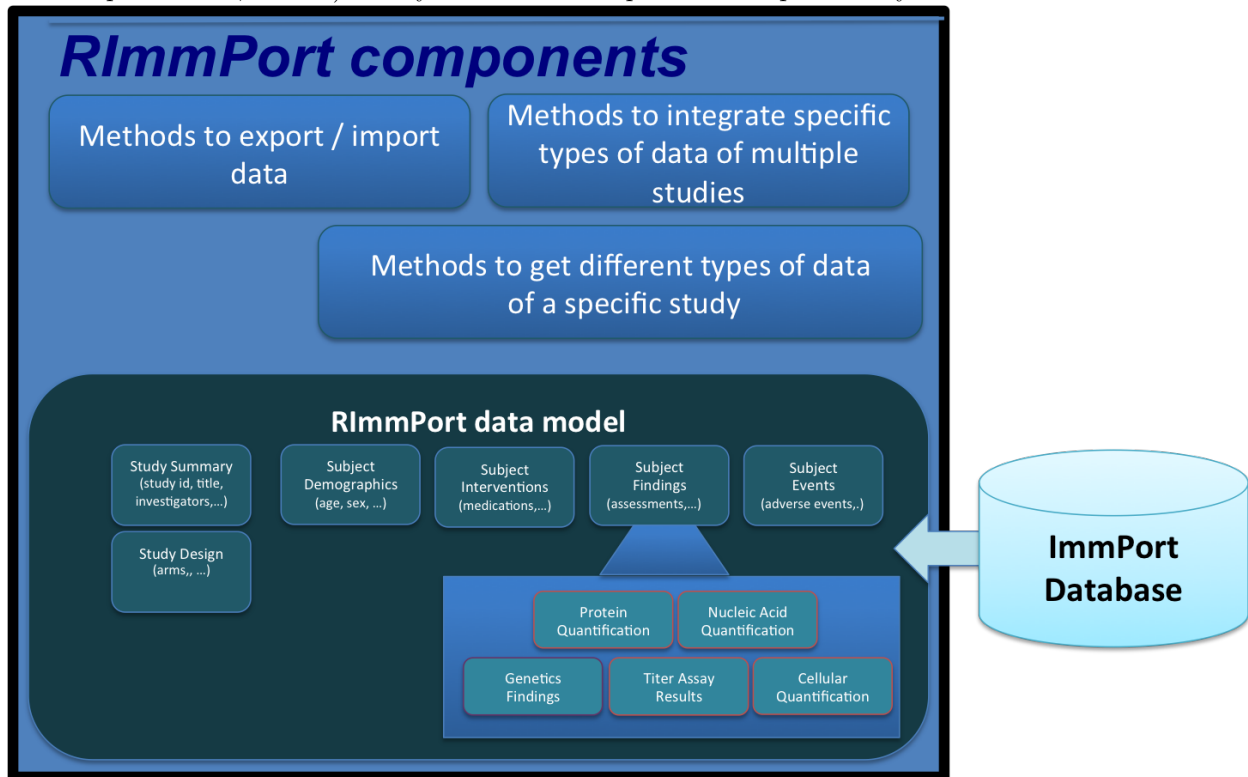 RImmPort components
Methods to export / import
data
Methods to integrate specific
types of data of multiple
studies
Methods to get different types of data
of a specific study
RImmPort data model
Study Summary
(study id, title,
investigators,...)
Subject
Demographics
(age, sex, ...)
Subject
Interventions
(medications,...)
Subject
Findings
(assessments,...)
Subject
Events
(adverse events,.)
Study Design
(arms,, ...)
Protein
Quantification
Nucleic Acid
Quantification
Genetics
Findings
Titer Assay
Results
Cellular
Quantification
ImmPort
Database